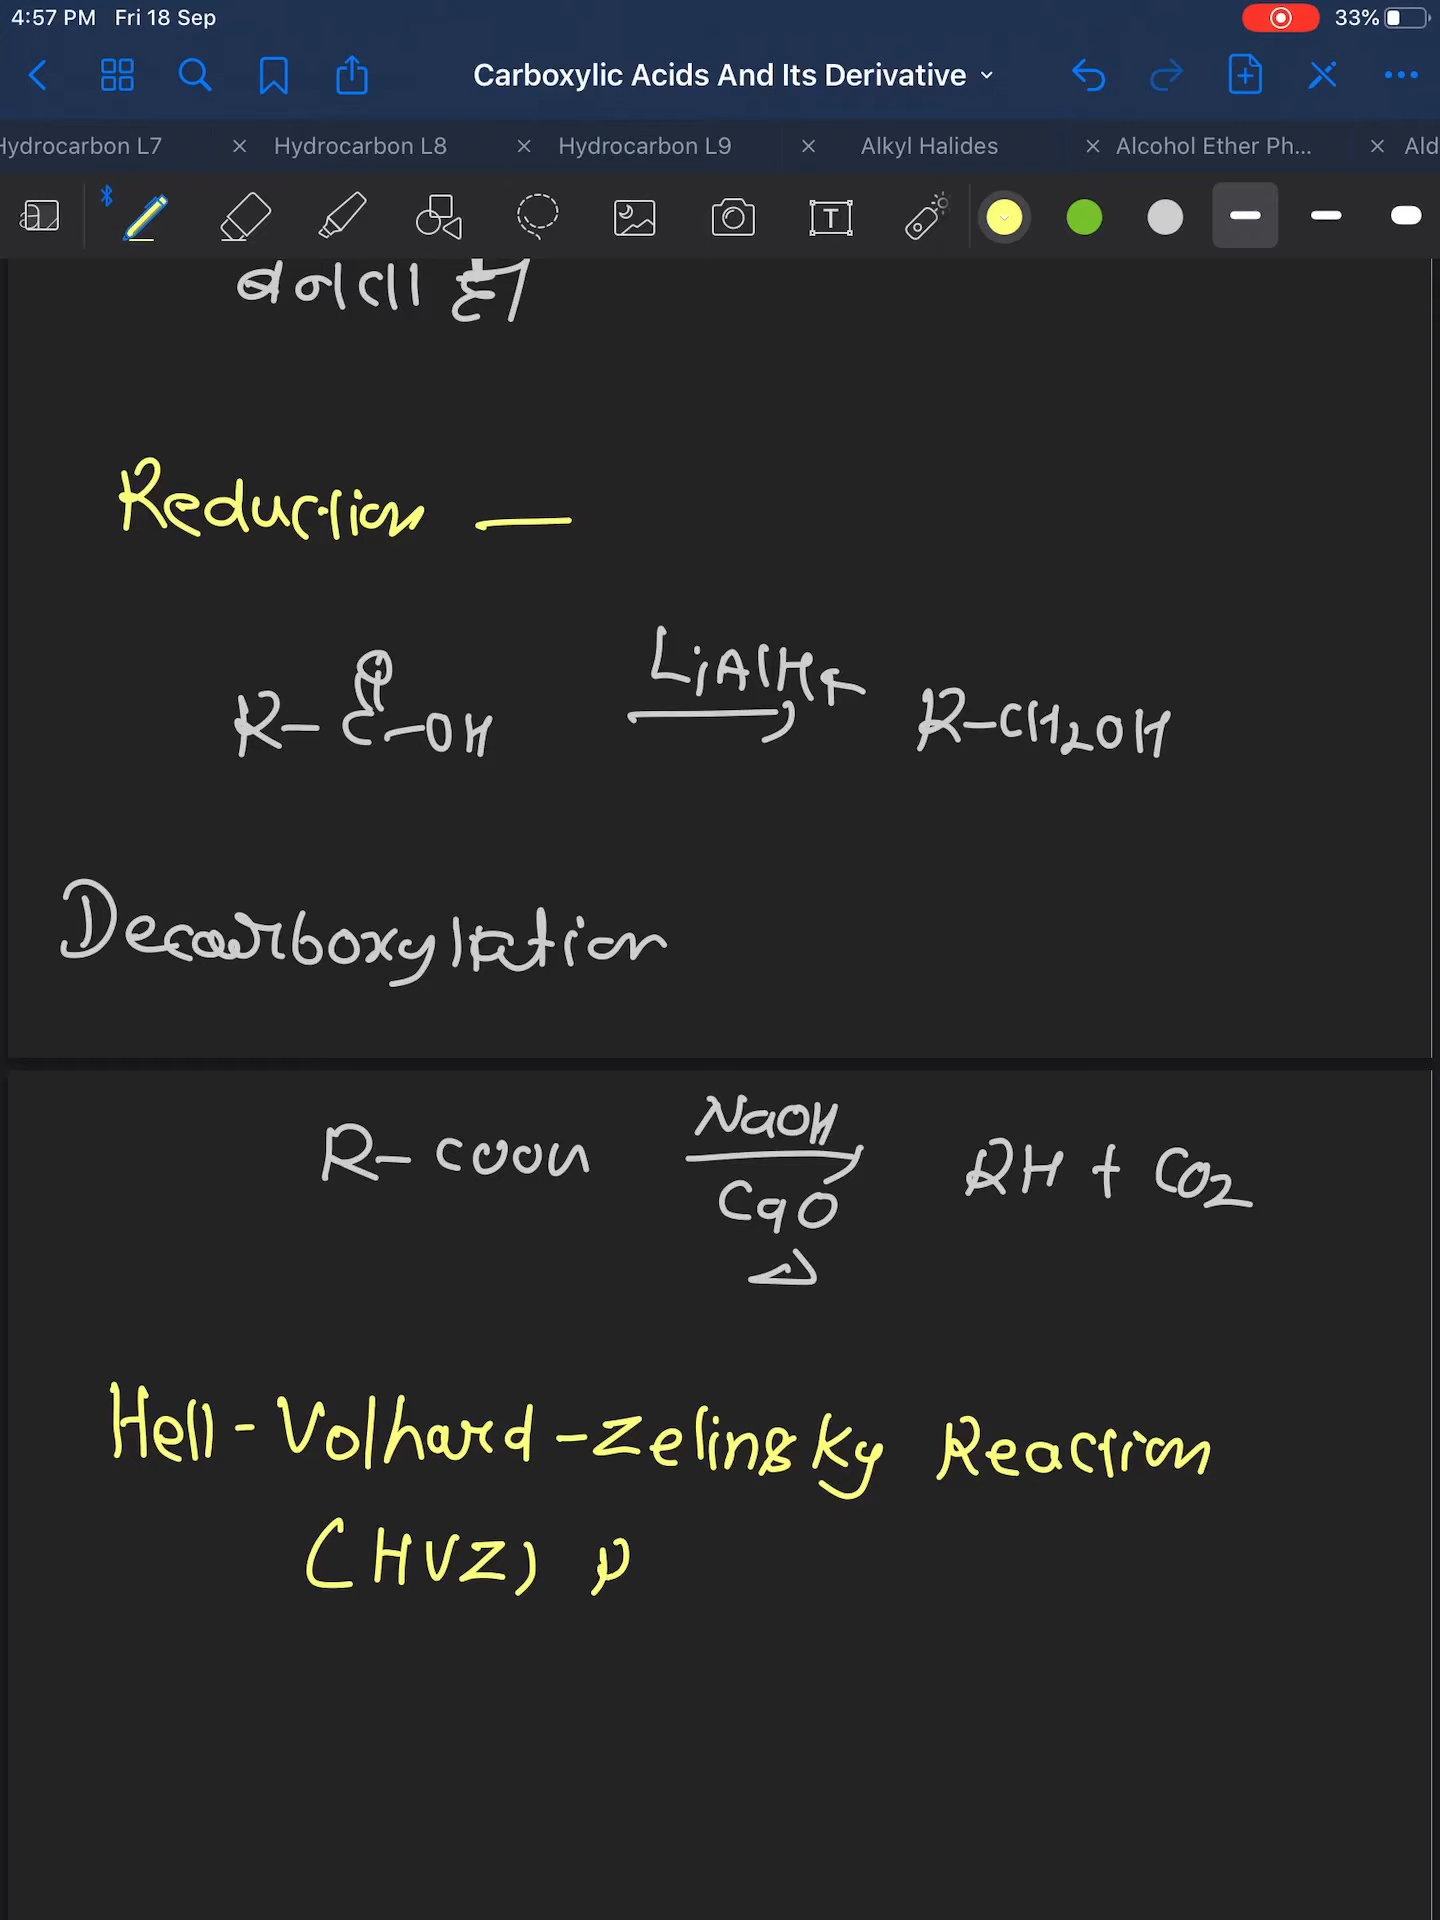 4:57 PM Fri 18 Sep 33%
Carboxylic Acids And Its Derivative
Hydrocarbon L7 × Hydrocarbon L8 × Hydrocarbon L9 × Alkyl Halides × Alcohol Ether Ph... × Ald
बनता है।
Reduction —
R-C-OH LiAlH4 R-CH2OH
O
Decarboxylation
R-COOH NaOH RH + CO2
CaO
Δ
Hell-Volhard-Zelinsky Reaction
(HVZ)